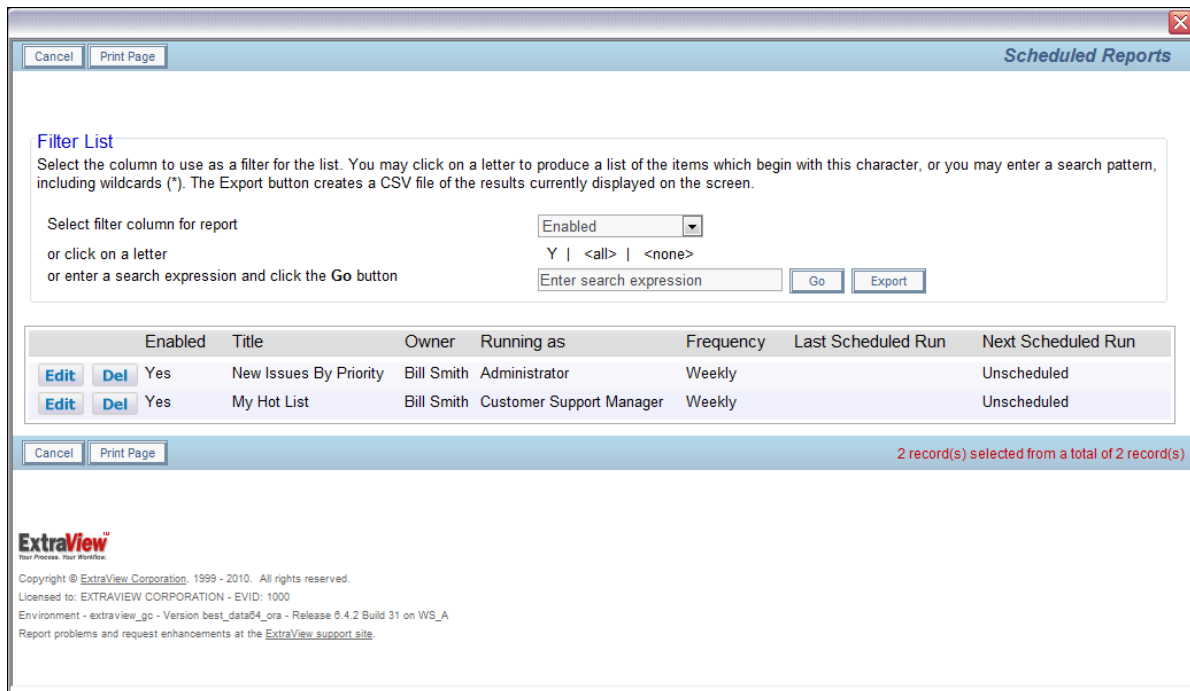 Cancel Print Page Scheduled Reports
Filter List
Select the column to use as a filter for the list. You may click on a letter to produce a list of the items which begin with this character, or you may enter a search pattern,
including wildcards (*). The Export button creates a CSV file of the results currently displayed on the screen.
Select filter column for report Enabled
or click on a letter Y | <all> | <none>
or enter a search expression and click the Go button Enter search expression Go Export
Enabled Title Owner Running as Frequency Last Scheduled Run Next Scheduled Run
Edit Del Yes New Issues By Priority Bill Smith Administrator Weekly Unscheduled
Edit Del Yes My Hot List Bill Smith Customer Support Manager Weekly Unscheduled
Cancel Print Page 2 record(s) selected from a total of 2 record(s)
ExtraView
Your Process. Your Workflow.
Copyright © ExtraView Corporation. 1999 - 2010. All rights reserved.
Licensed to: EXTRAVIEW CORPORATION - EVID: 1000
Environment - extraview_gc - Version best_data64_ora - Release 6.4.2 Build 31 on WS_A
Report problems and request enhancements at the ExtraView support site.